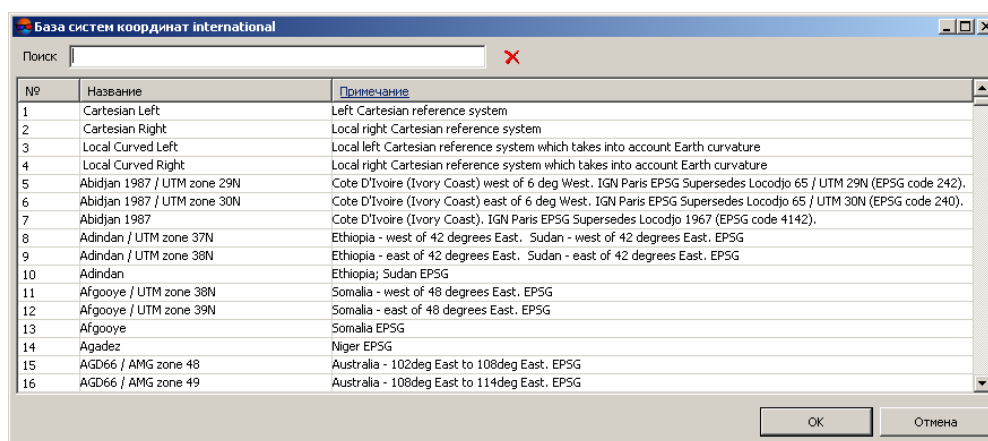 База систем координат international
Поиск
№ Название Примечание
1 Cartesian Left Left Cartesian reference system
2 Cartesian Right Local right Cartesian reference system
3 Local Curved Left Local left Cartesian reference system which takes into account Earth curvature
4 Local Curved Right Local right Cartesian reference system which takes into account Earth curvature
5 Abidjan 1987 / UTM zone 29N Cote D'Ivoire (Ivory Coast) west of 6 deg West. IGN Paris EPSG Supersedes Locodjo 65 / UTM 29N (EPSG code 242).
6 Abidjan 1987 / UTM zone 30N Cote D'Ivoire (Ivory Coast) east of 6 deg West. IGN Paris EPSG Supersedes Locodjo 65 / UTM 30N (EPSG code 240).
7 Abidjan 1987 Cote D'Ivoire (Ivory Coast). IGN Paris EPSG Supersedes Locodjo 1967 (EPSG code 4142).
8 Adindan / UTM zone 37N Ethiopia - west of 42 degrees East. Sudan - west of 42 degrees East. EPSG
9 Adindan / UTM zone 38N Ethiopia - east of 42 degrees East. Sudan - east of 42 degrees East. EPSG
10 Adindan Ethiopia; Sudan EPSG
11 Afgooye / UTM zone 38N Somalia - west of 48 degrees East. EPSG
12 Afgooye / UTM zone 39N Somalia - east of 48 degrees East. EPSG
13 Afgooye Somalia EPSG
14 Agadez Niger EPSG
15 AGD66 / AMG zone 48 Australia - 102deg East to 108deg East. EPSG
16 AGD66 / AMG zone 49 Australia - 108deg East to 114deg East. EPSG
OK Отмена